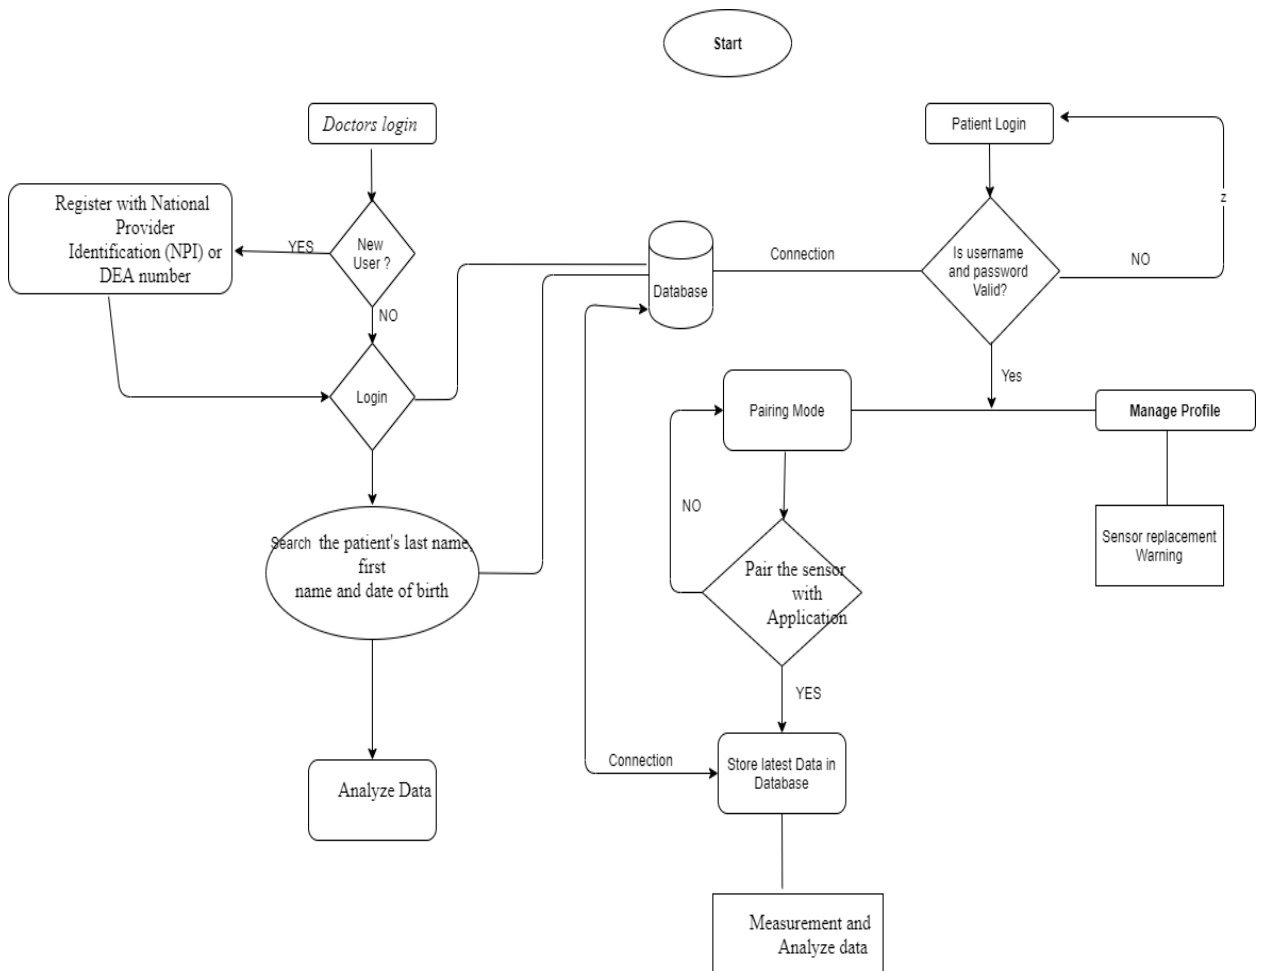 Start
Doctors login
Patient Login
Register with National
Provider
Identification (NPI) or
DEA number
YES
New
User ?
NO
Login
Database
Connection
Is username
and password
Valid?
NO
z
Yes
Pairing Mode
Manage Profile
NO
Sensor replacement
Warning
Search the patient's last name,
first
name and date of birth
Pair the sensor
with
Application
YES
Connection
Store latest Data in
Database
Analyze Data
Measurement and
Analyze data